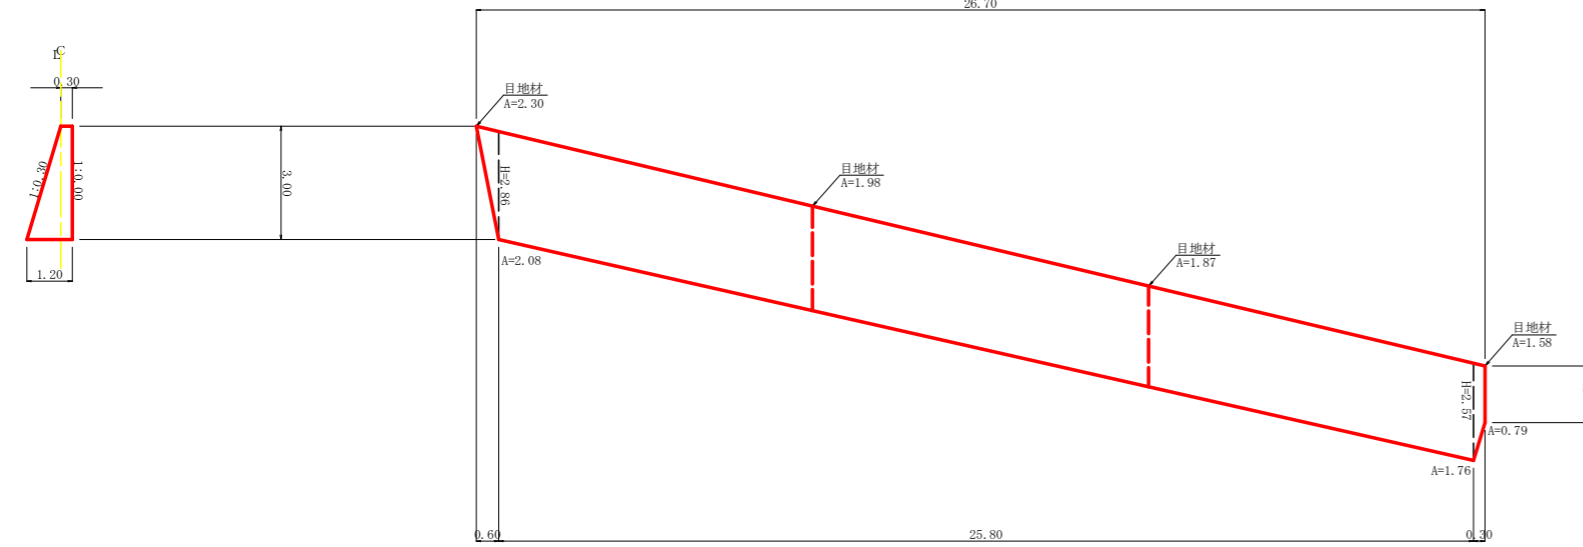 26.70
℄
0.30
目地材
A=2.30
1:0.30
1:0.00
3.00
H=2.86
目地材
A=1.98
A=2.08
1.20
目地材
A=1.87
目地材
A=1.58
H=2.57
A=0.79
A=1.76
0.60
25.80
0.30